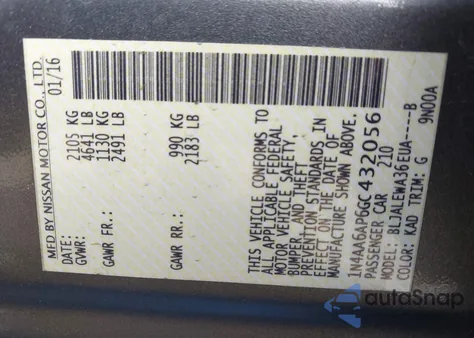 MFD BY NISSAN MOTOR CO., LTD.
01/16
DATE:
GVWR: 2105 KG
4641 LB
GAWR FR.: 1130 KG
2491 LB
GAWR RR.: 990 KG
2183 LB
THIS VEHICLE CONFORMS TO
ALL APPLICABLE FEDERAL
MOTOR VEHICLE SAFETY,
BUMPER, AND THEFT
PREVENTION STANDARDS IN
EFFECT ON THE DATE OF
MANUFACTURE SHOWN ABOVE.
1N4AA6AP6GC432056
PASSENGER CAR 210
MODEL: BLJALEWA36EUA-----B
COLOR: KAD TRIM: G 9N00A
autoSnap